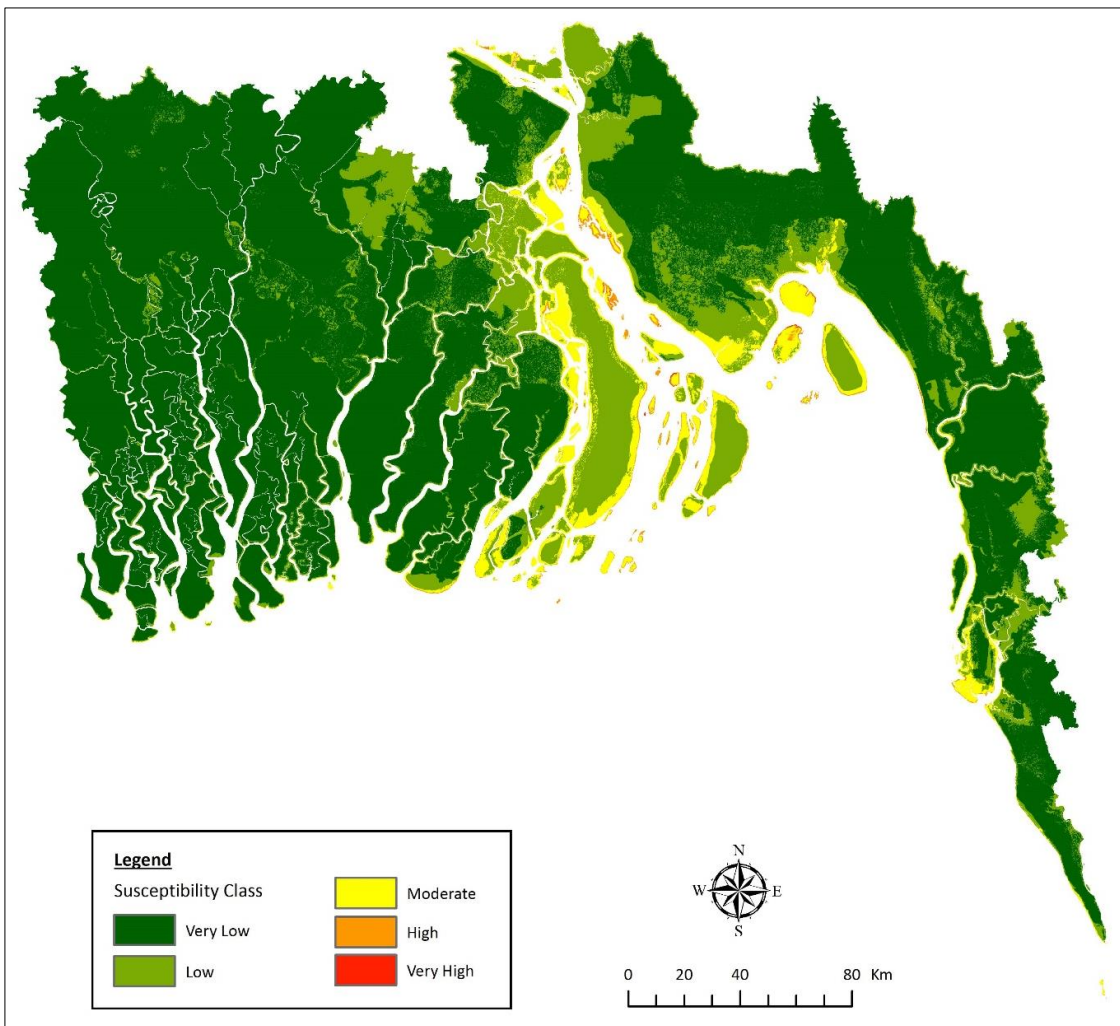 Legend
Susceptibility Class
Very Low
Low
Moderate
High
Very High
N
W E
S
0 20 40 80 Km